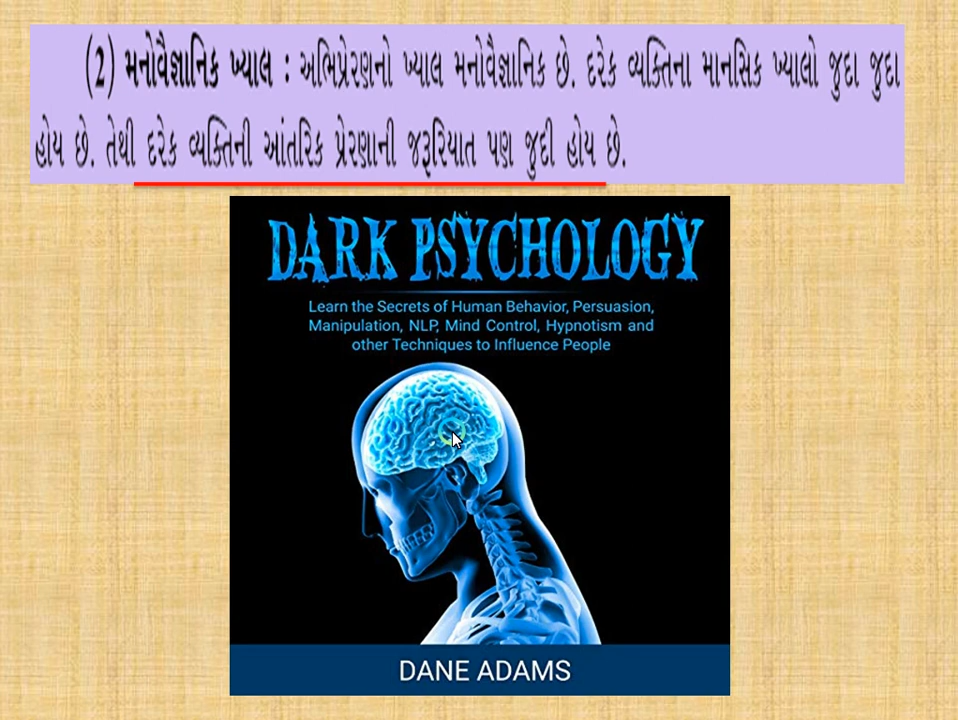 (2) મનોવૈજ્ઞાનિક ખ્યાલ : અભિપ્રેરણનો ખ્યાલ મનોવૈજ્ઞાનિક છે. દરેક વ્યક્તિના માનસિક ખ્યાલો જુદા જુદા
હોય છે. તેથી દરેક વ્યક્તિની આંતરિક પ્રેરણાની જરૂરિયાત પણ જુદી હોય છે.
DARK PSYCHOLOGY
Learn the Secrets of Human Behavior, Persuasion,
Manipulation, NLP, Mind Control, Hypnotism and
other Techniques to Influence People
DANE ADAMS